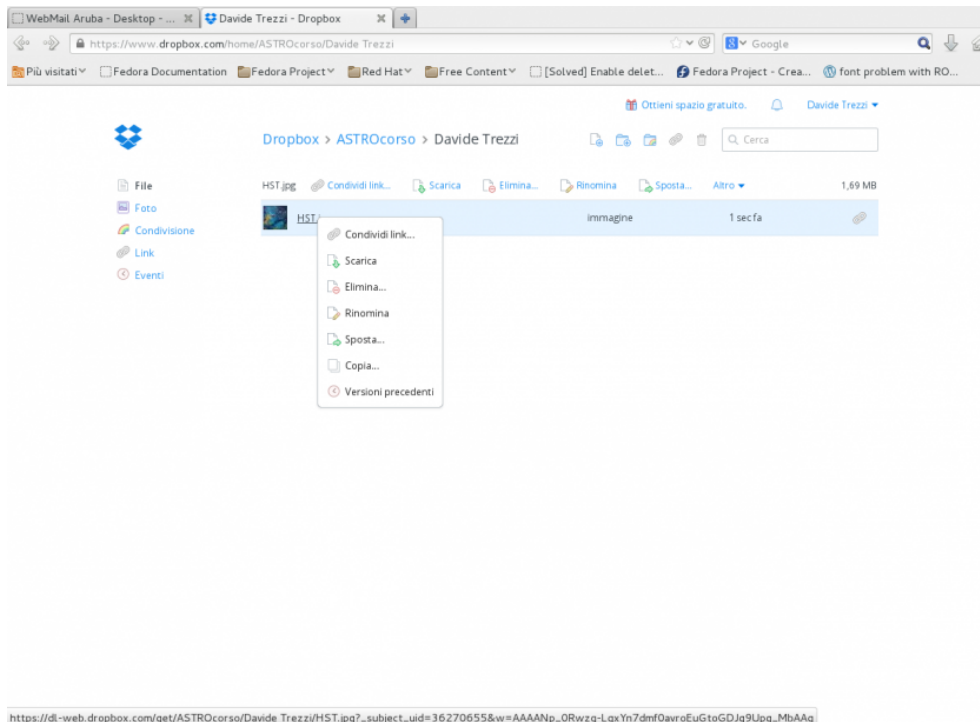 WebMail Aruba - Desktop - ... Davide Trezzi - Dropbox
https://www.dropbox.com/home/ASTROcorso/Davide Trezzi Google
Più visitati Fedora Documentation Fedora Project Red Hat Free Content [Solved] Enable delet... Fedora Project - Crea... font problem with RO...
Ottieni spazio gratuito. Davide Trezzi
Dropbox > ASTROcorso > Davide Trezzi Cerca
File
Foto
Condivisione
Link
Eventi
HST.jpg Condividi link... Scarica Elimina... Rinomina Sposta... Altro 1,69 MB
HST. immagine 1 sec fa
Condividi link...
Scarica
Elimina...
Rinomina
Sposta...
Copia...
Versioni precedenti
https://dl-web.dropbox.com/get/ASTROcorso/Davide Trezzi/HST.jpg?_subject_uid=36270655&w=